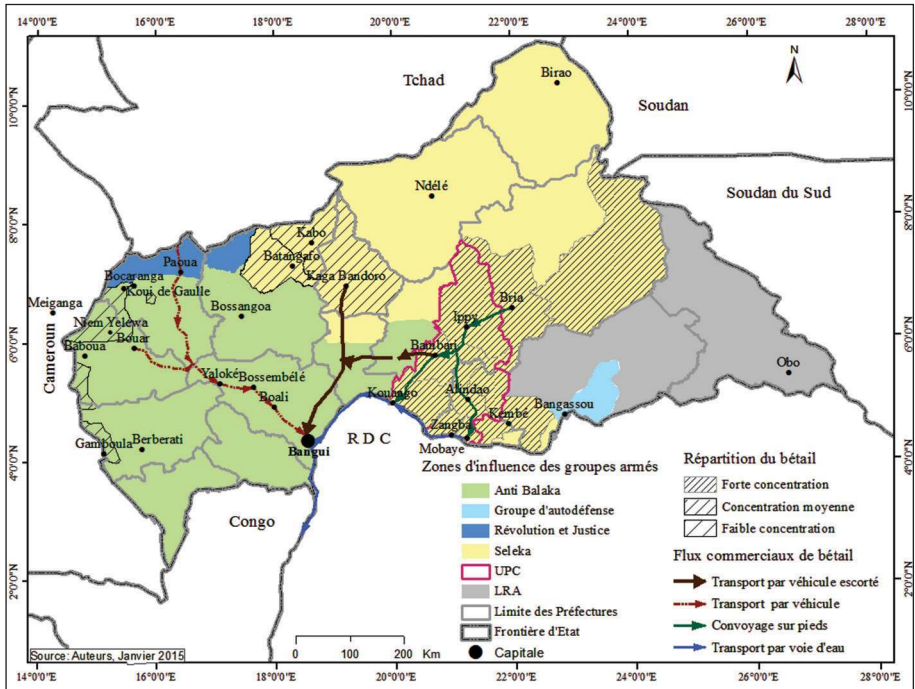 14°0'0"E 16°0'0"E 18°0'0"E 20°0'0"E 22°0'0"E 24°0'0"E 26°0'0"E 28°0'0"E
N
Tchad
Birao
10°0'0"N
10°0'0"N
Soudan
Ndélé
Soudan du Sud
8°0'0"N
8°0'0"N
Kabo
Paoua
Batangafo
Kaga Bandoro
Bocaranga
Koui de Gaulle
Meiganga
Bossangoa
Bria
Ippy
Niem Yelewa
Bouar
6°0'0"N
6°0'0"N
Baboua
Bambari
Cameroun
Obo
Yaloké
Bossembélé
Kouango
Alindao
Boali
Kembé
Bangassou
Zangba
Gamboula
Berberati
Bangui
RDC
Mobaye
4°0'0"N
4°0'0"N
Congo
Zones d'influence des groupes armés
Anti Balaka
Groupe d'autodéfense
Révolution et Justice
Seleka
UPC
LRA
Limite des Préfectures
Frontière d'Etat
Capitale
Répartition du bétail
Forte concentration
Concentration moyenne
Faible concentration
Flux commerciaux de bétail
Transport par véhicule escorté
Transport par véhicule
Convoyage sur pieds
Transport par voie d'eau
2°0'0"N
2°0'0"N
0 100 200
Km
Source: Auteurs, Janvier 2015
14°0'0"E 16°0'0"E 18°0'0"E 20°0'0"E 22°0'0"E 24°0'0"E 26°0'0"E 28°0'0"E